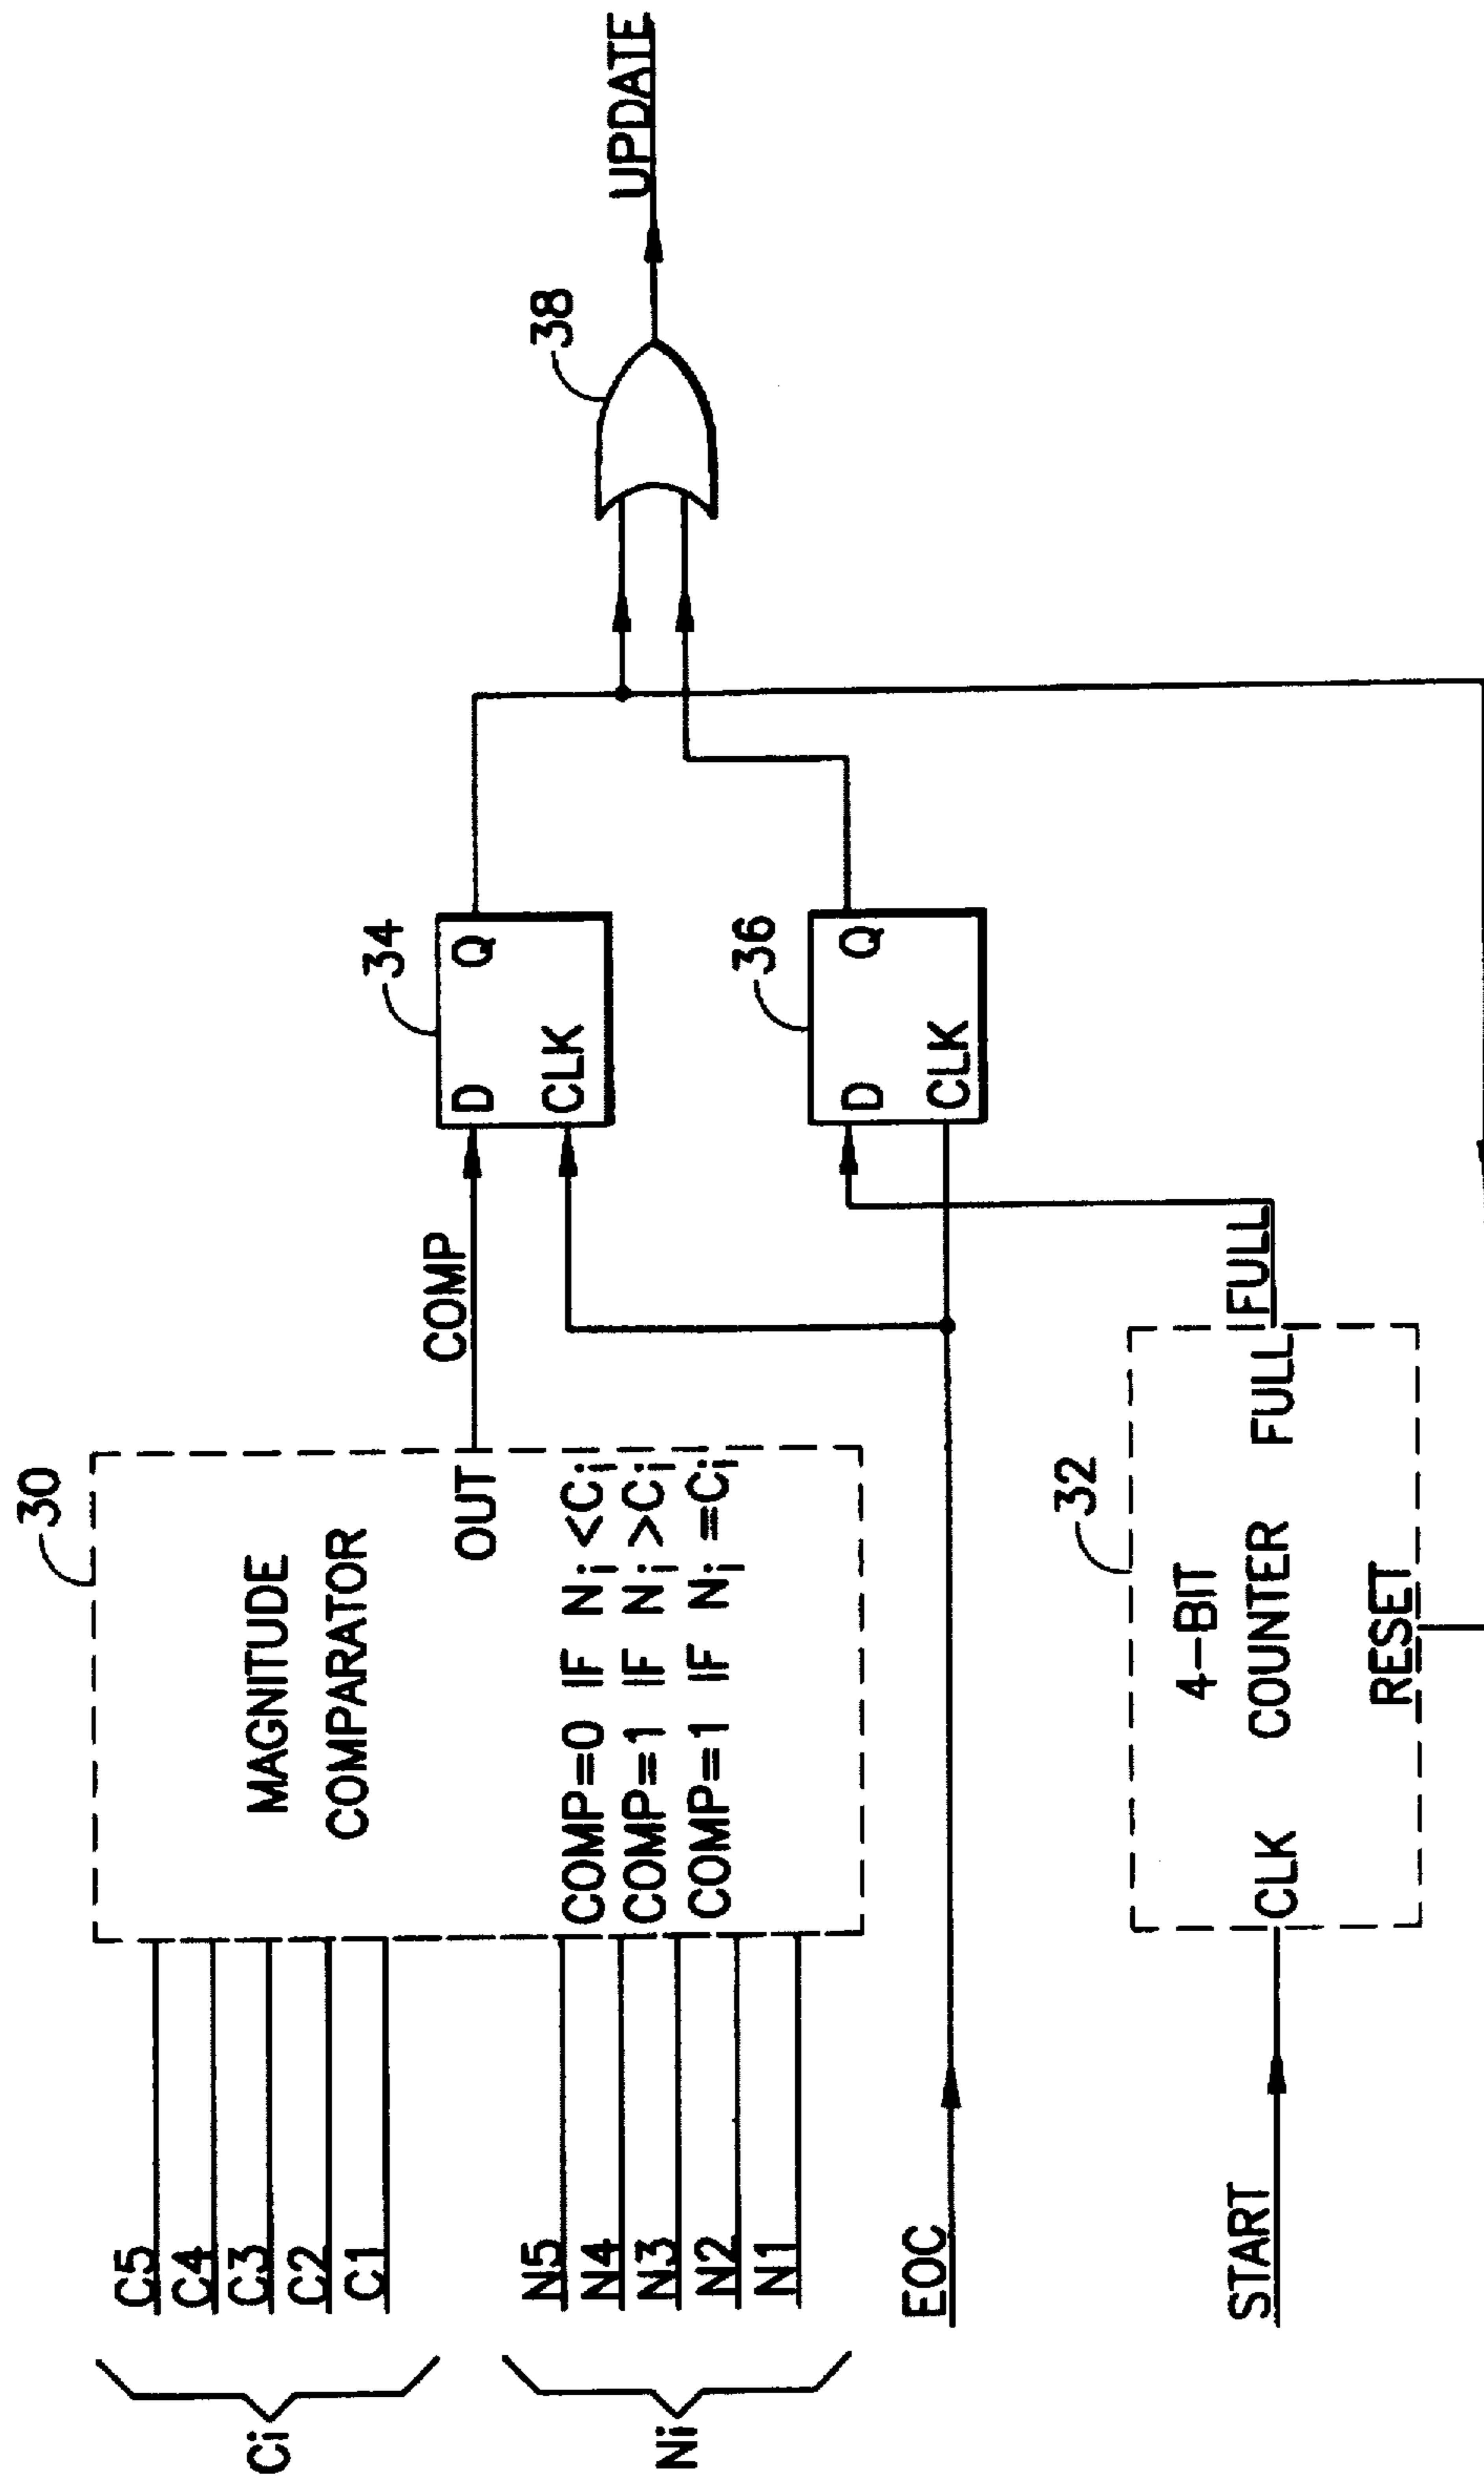 30
MAGNITUDE
COMPARATOR
OUT
COMP=0 IF Ni <Ci
COMP=1 IF Ni >Ci
COMP=1 IF Ni =Ci
C5
C4
C3
C2
C1
Ci
N5
N4
N3
N2
N1
Ni
COMP
34
D
Q
CLK
36
D
Q
CLK
38
UPDATE
EOC
START
32
4-BIT
COUNTER
CLK
FULL
RESET
FULL